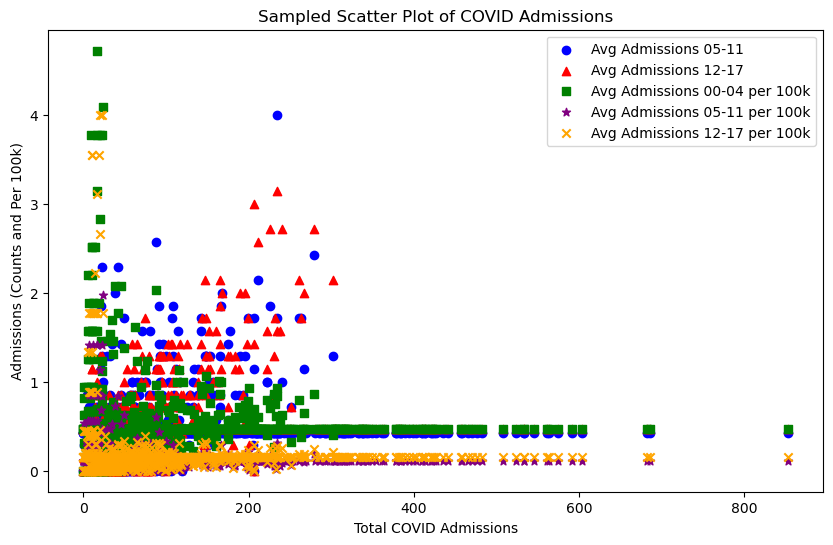 Sampled Scatter Plot of COVID Admissions
Avg Admissions 05-11
Avg Admissions 12-17
Avg Admissions 00-04 per 100k
Avg Admissions 05-11 per 100k
Avg Admissions 12-17 per 100k
Admissions (Counts and Per 100k)
4
3
2
1
0
0 200 400 600 800
Total COVID Admissions